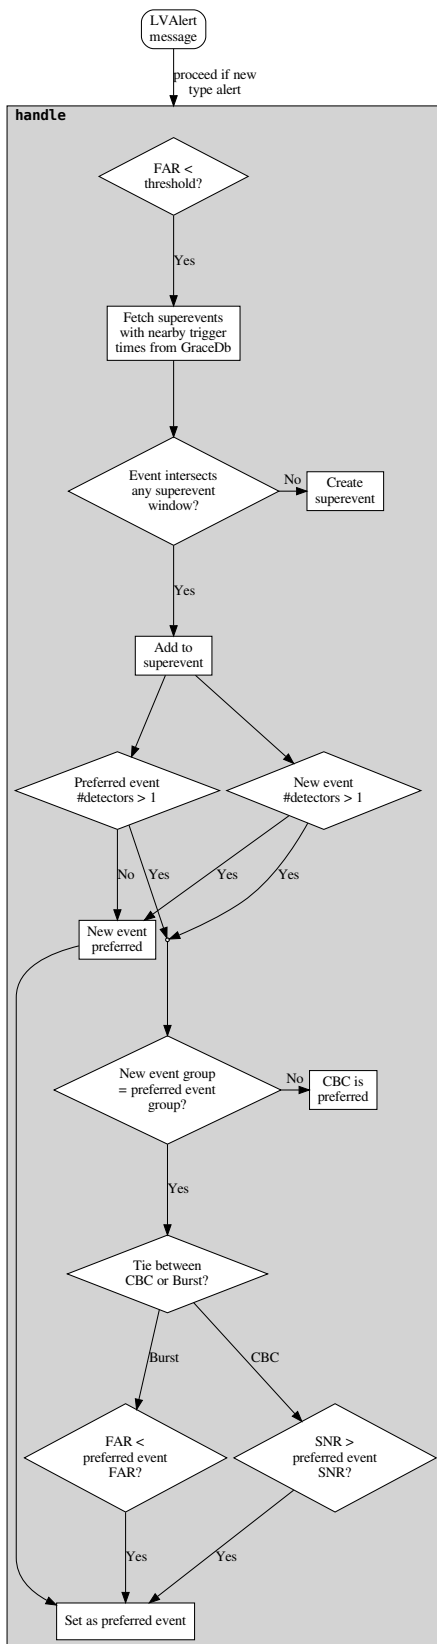 LVAlert
message
proceed if new
type alert
handle
FAR <
threshold?
Yes
Fetch superevents
with nearby trigger
times from GraceDb
Event intersects
any superevent
window?
No
Create
superevent
Yes
Add to
superevent
Preferred event
#detectors > 1
New event
#detectors > 1
No
Yes
Yes
Yes
New event
preferred
New event group
= preferred event
group?
No
CBC is
preferred
Yes
Tie between
CBC or Burst?
Burst
CBC
FAR <
preferred event
FAR?
SNR >
preferred event
SNR?
Yes
Yes
Set as preferred event